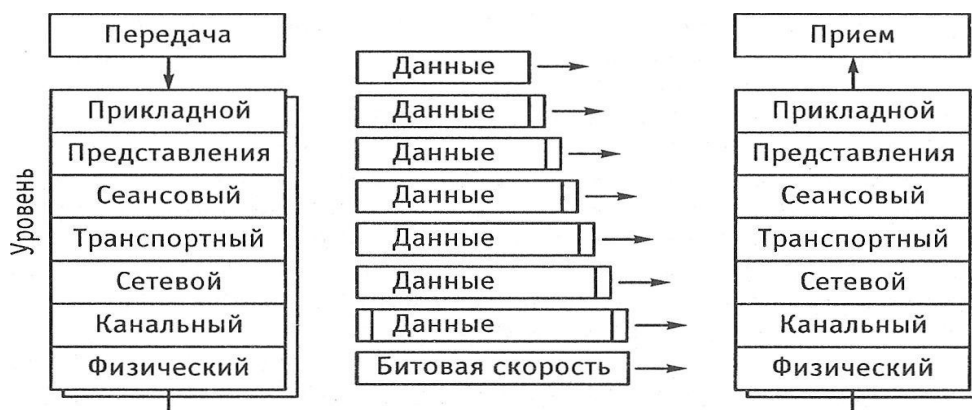 Передача
Данные
Прием
Уровень
Прикладной
Данные
Прикладной
Представления
Данные
Представления
Сеансовый
Данные
Сеансовый
Транспортный
Данные
Транспортный
Сетевой
Данные
Сетевой
Канальный
Данные
Канальный
Физический
Битовая скорость
Физический